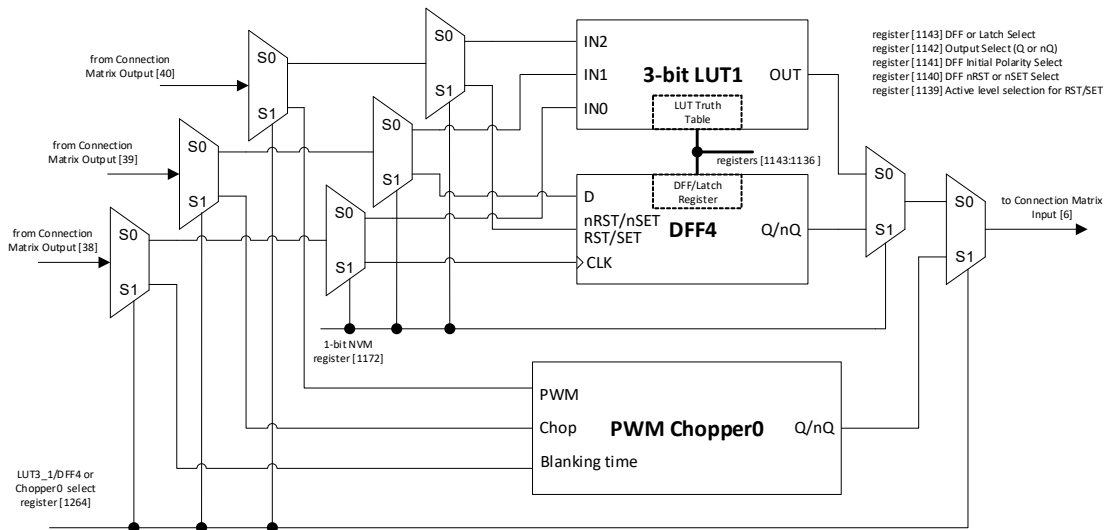 S0
S1
from Connection
Matrix Output [40]
S0
S1
IN2
IN1
IN0
3-bit LUT1
OUT
LUT Truth
Table
register [1143] DFF or Latch Select
register [1142] Output Select (Q or nQ)
register [1141] DFF Initial Polarity Select
register [1140] DFF nRST or nSET Select
register [1139] Active level selection for RST/SET
from Connection
Matrix Output [39]
S0
S1
S0
S1
registers [1143:1136 ]
DFF/Latch
Register
D
nRST/nSET
RST/SET
CLK
DFF4
Q/nQ
S0
S1
S0
S1
to Connection Matrix
Input [6]
from Connection
Matrix Output [38]
S0
S1
S0
S1
1-bit NVM
register [1172]
PWM
Chop
Blanking time
PWM Chopper0
Q/nQ
LUT3_1/DFF4 or
Chopper0 select
register [1264]